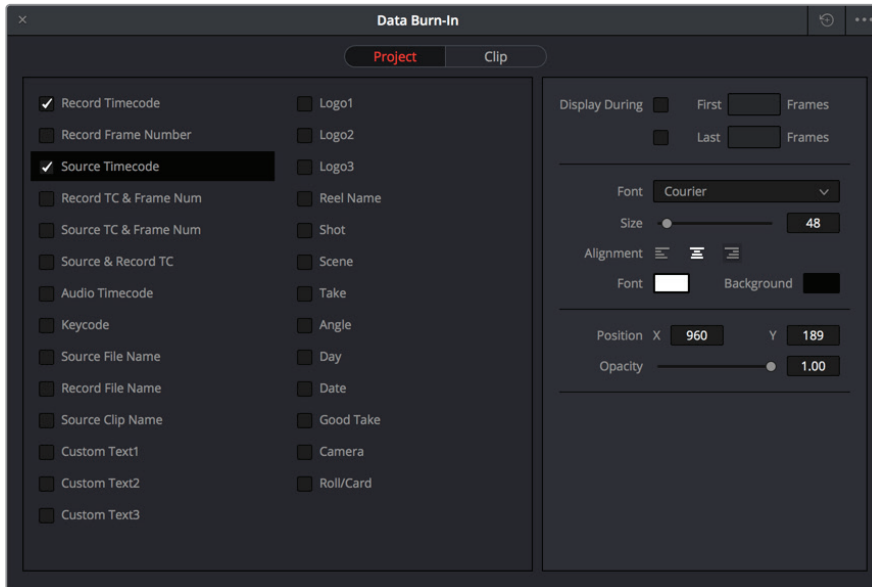 Data Burn-In
Project Clip
Record Timecode
Record Frame Number
Source Timecode
Record TC & Frame Num
Source TC & Frame Num
Source & Record TC
Audio Timecode
Keycode
Source File Name
Record File Name
Source Clip Name
Custom Text1
Custom Text2
Custom Text3
Logo1
Logo2
Logo3
Reel Name
Shot
Scene
Take
Angle
Day
Date
Good Take
Camera
Roll/Card
Display During First Frames
Last Frames
Font Courier
Size 48
Alignment
Font Background
Position X 960 Y 189
Opacity 1.00